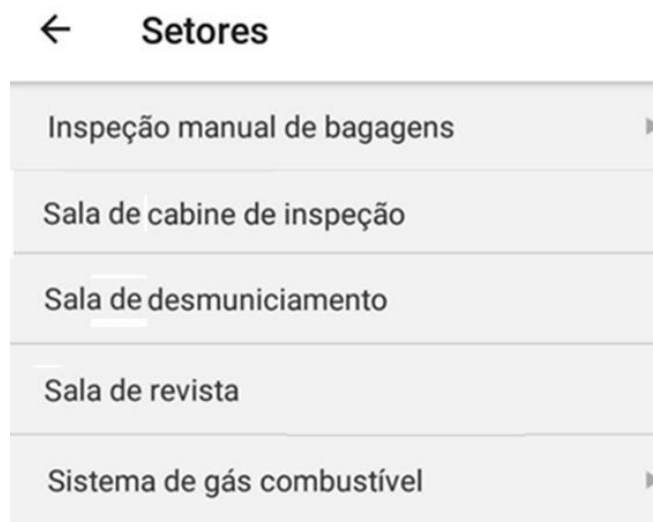 Setores
Inspeção manual de bagagens
Sala de cabine de inspeção
Sala de desmuniciamento
Sala de revista
Sistema de gás combustível